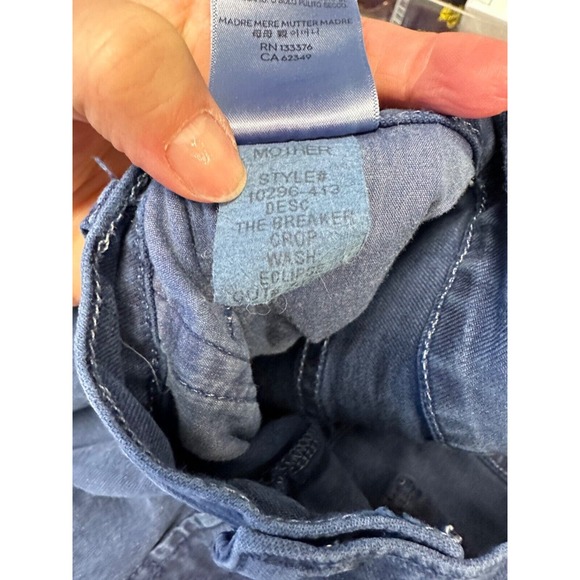 MADRE MERE MUTTER MADRE
RN 133376
CA 62349
MOTHER
STYLE#
10296-413
DESC
THE BREAKER
CROP
WASH
ECLIPSE